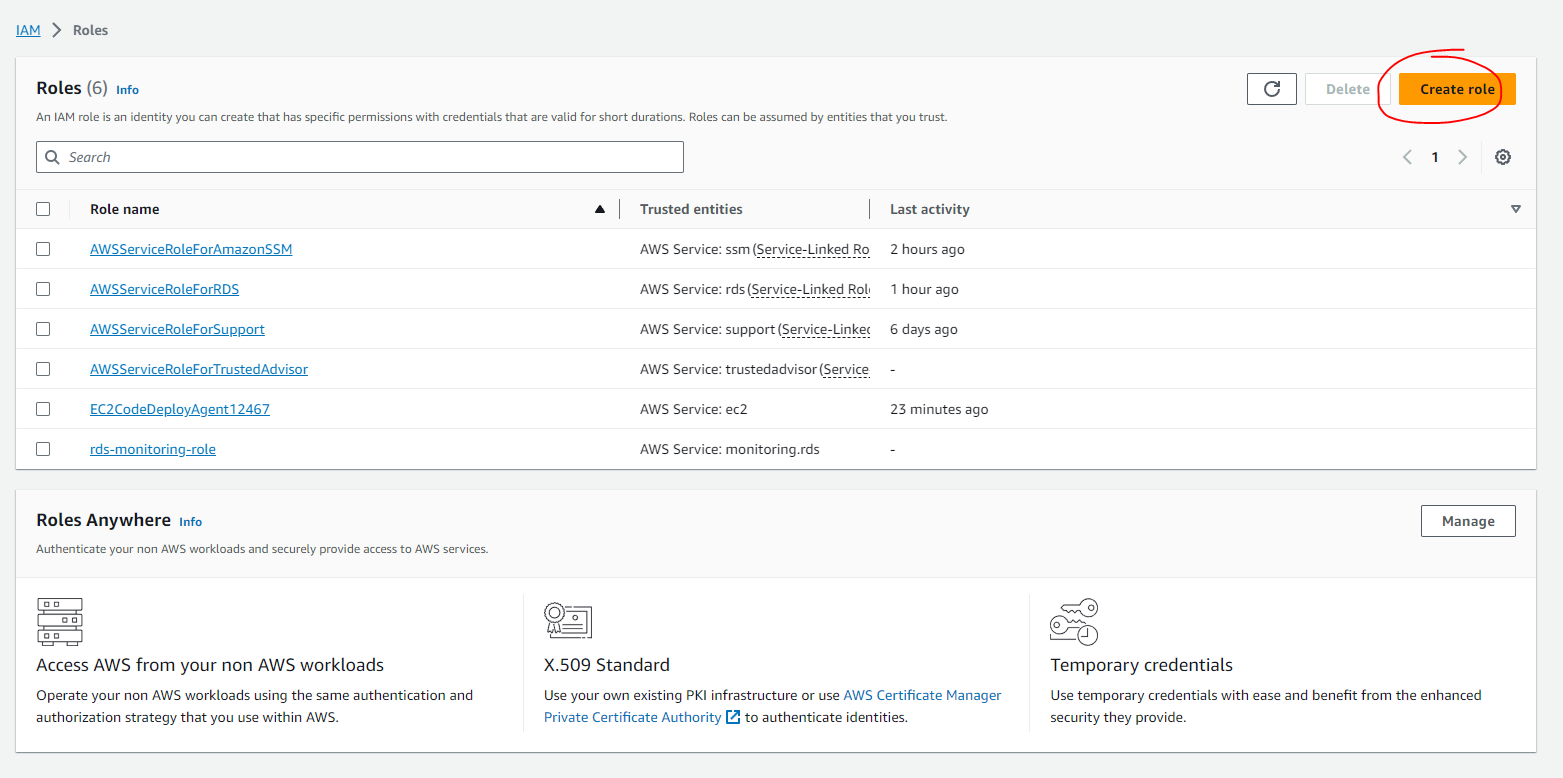 IAM > Roles
Roles (6) Info
Delete
Create role
An IAM role is an identity you can create that has specific permissions with credentials that are valid for short durations. Roles can be assumed by entities that you trust.
Search
1
Role name Trusted entities Last activity
AWSServiceRoleForAmazonSSM AWS Service: ssm (Service-Linked Ro 2 hours ago
AWSServiceRoleForRDS AWS Service: rds (Service-Linked Rol 1 hour ago
AWSServiceRoleForSupport AWS Service: support (Service-Linked 6 days ago
AWSServiceRoleForTrustedAdvisor AWS Service: trustedadvisor (Service -
EC2CodeDeployAgent12467 AWS Service: ec2 23 minutes ago
rds-monitoring-role AWS Service: monitoring.rds -
Roles Anywhere Info
Manage
Authenticate your non AWS workloads and securely provide access to AWS services.
Access AWS from your non AWS workloads
Operate your non AWS workloads using the same authentication and
authorization strategy that you use within AWS.
X.509 Standard
Use your own existing PKI infrastructure or use AWS Certificate Manager
Private Certificate Authority to authenticate identities.
Temporary credentials
Use temporary credentials with ease and benefit from the enhanced
security they provide.